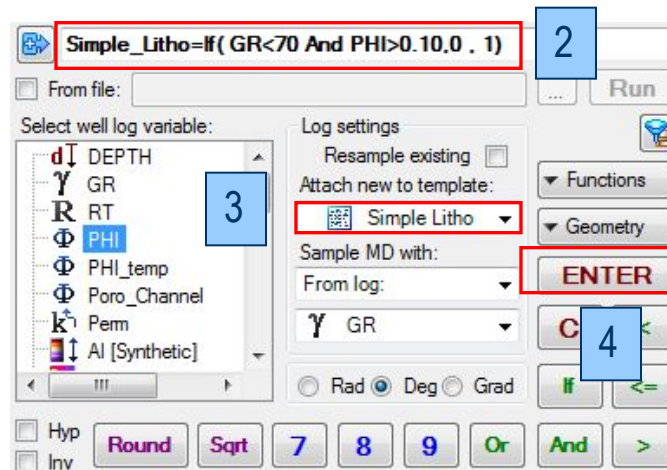 Simple_Litho=If( GR<70 And PHI>0.10,0 , 1)
2
From file:
...
Run
Select well log variable:
DEPTH
γ GR
R RT
Φ PHI
Φ PHI_temp
Φ Poro_Channel
k Perm
AI [Synthetic]
3
Log settings
Resample existing
Attach new to template:
Simple Litho
Sample MD with:
From log:
γ GR
Rad Deg Grad
Functions
Geometry
ENTER
C
4
If <=
Hyp
Inv
Round Sqrt 7 8 9 Or And >